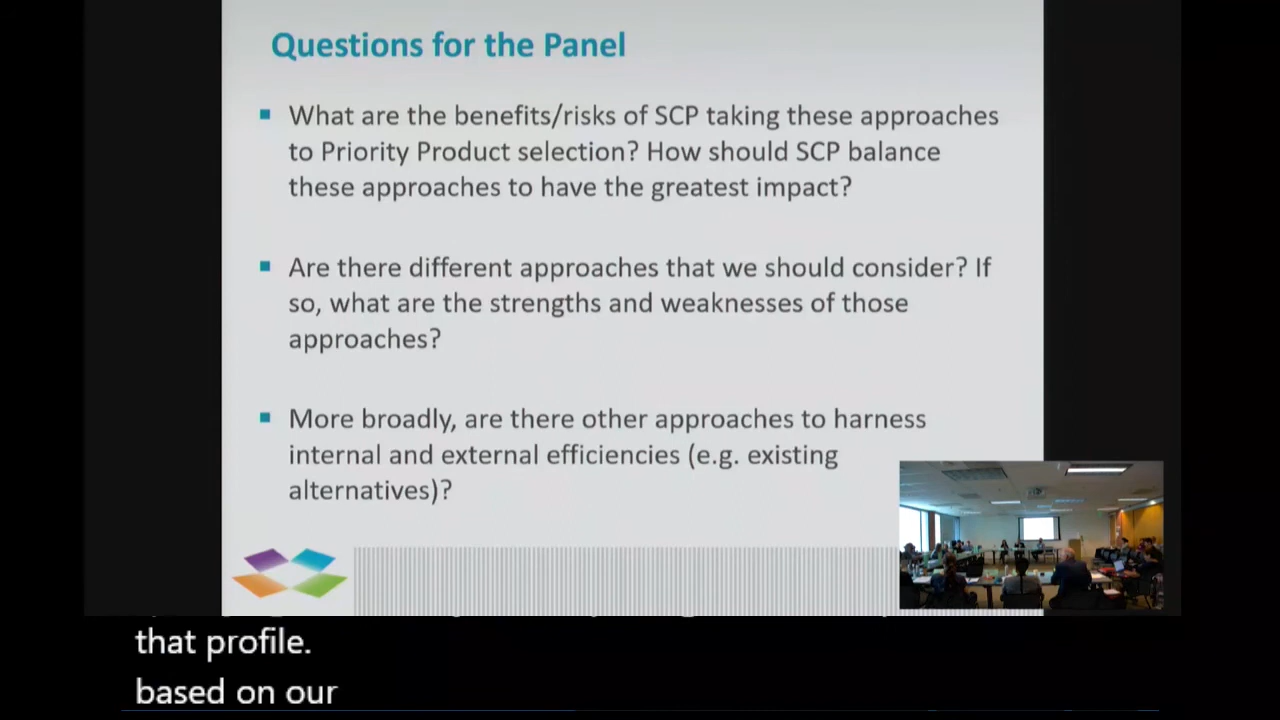 Questions for the Panel
What are the benefits/risks of SCP taking these approaches
to Priority Product selection? How should SCP balance
these approaches to have the greatest impact?
Are there different approaches that we should consider? If
so, what are the strengths and weaknesses of those
approaches?
More broadly, are there other approaches to harness
internal and external efficiencies (e.g. existing
alternatives)?
that profile.
based on our